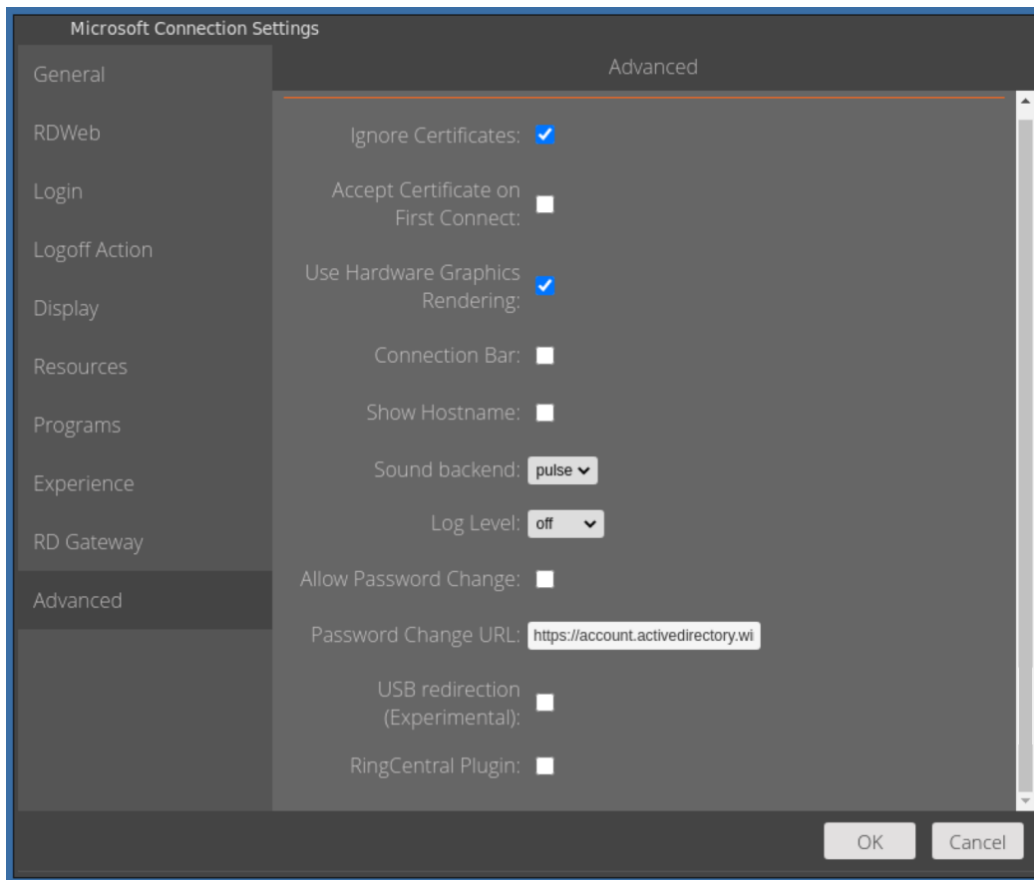 Microsoft Connection Settings
General
RDWeb
Login
Logoff Action
Display
Resources
Programs
Experience
RD Gateway
Advanced
Advanced
Ignore Certificates:
Accept Certificate on
First Connect:
Use Hardware Graphics
Rendering:
Connection Bar:
Show Hostname:
Sound backend: pulse
Log Level: off
Allow Password Change:
Password Change URL: https://account.activedirectory.wi
USB redirection
(Experimental):
RingCentral Plugin:
OK Cancel